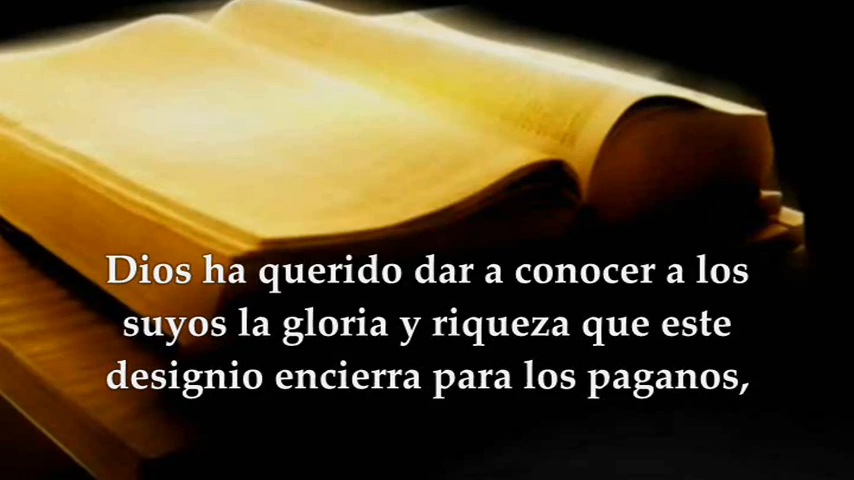 Dios ha querido dar a conocer a los
suyos la gloria y riqueza que este
designio encierra para los paganos,